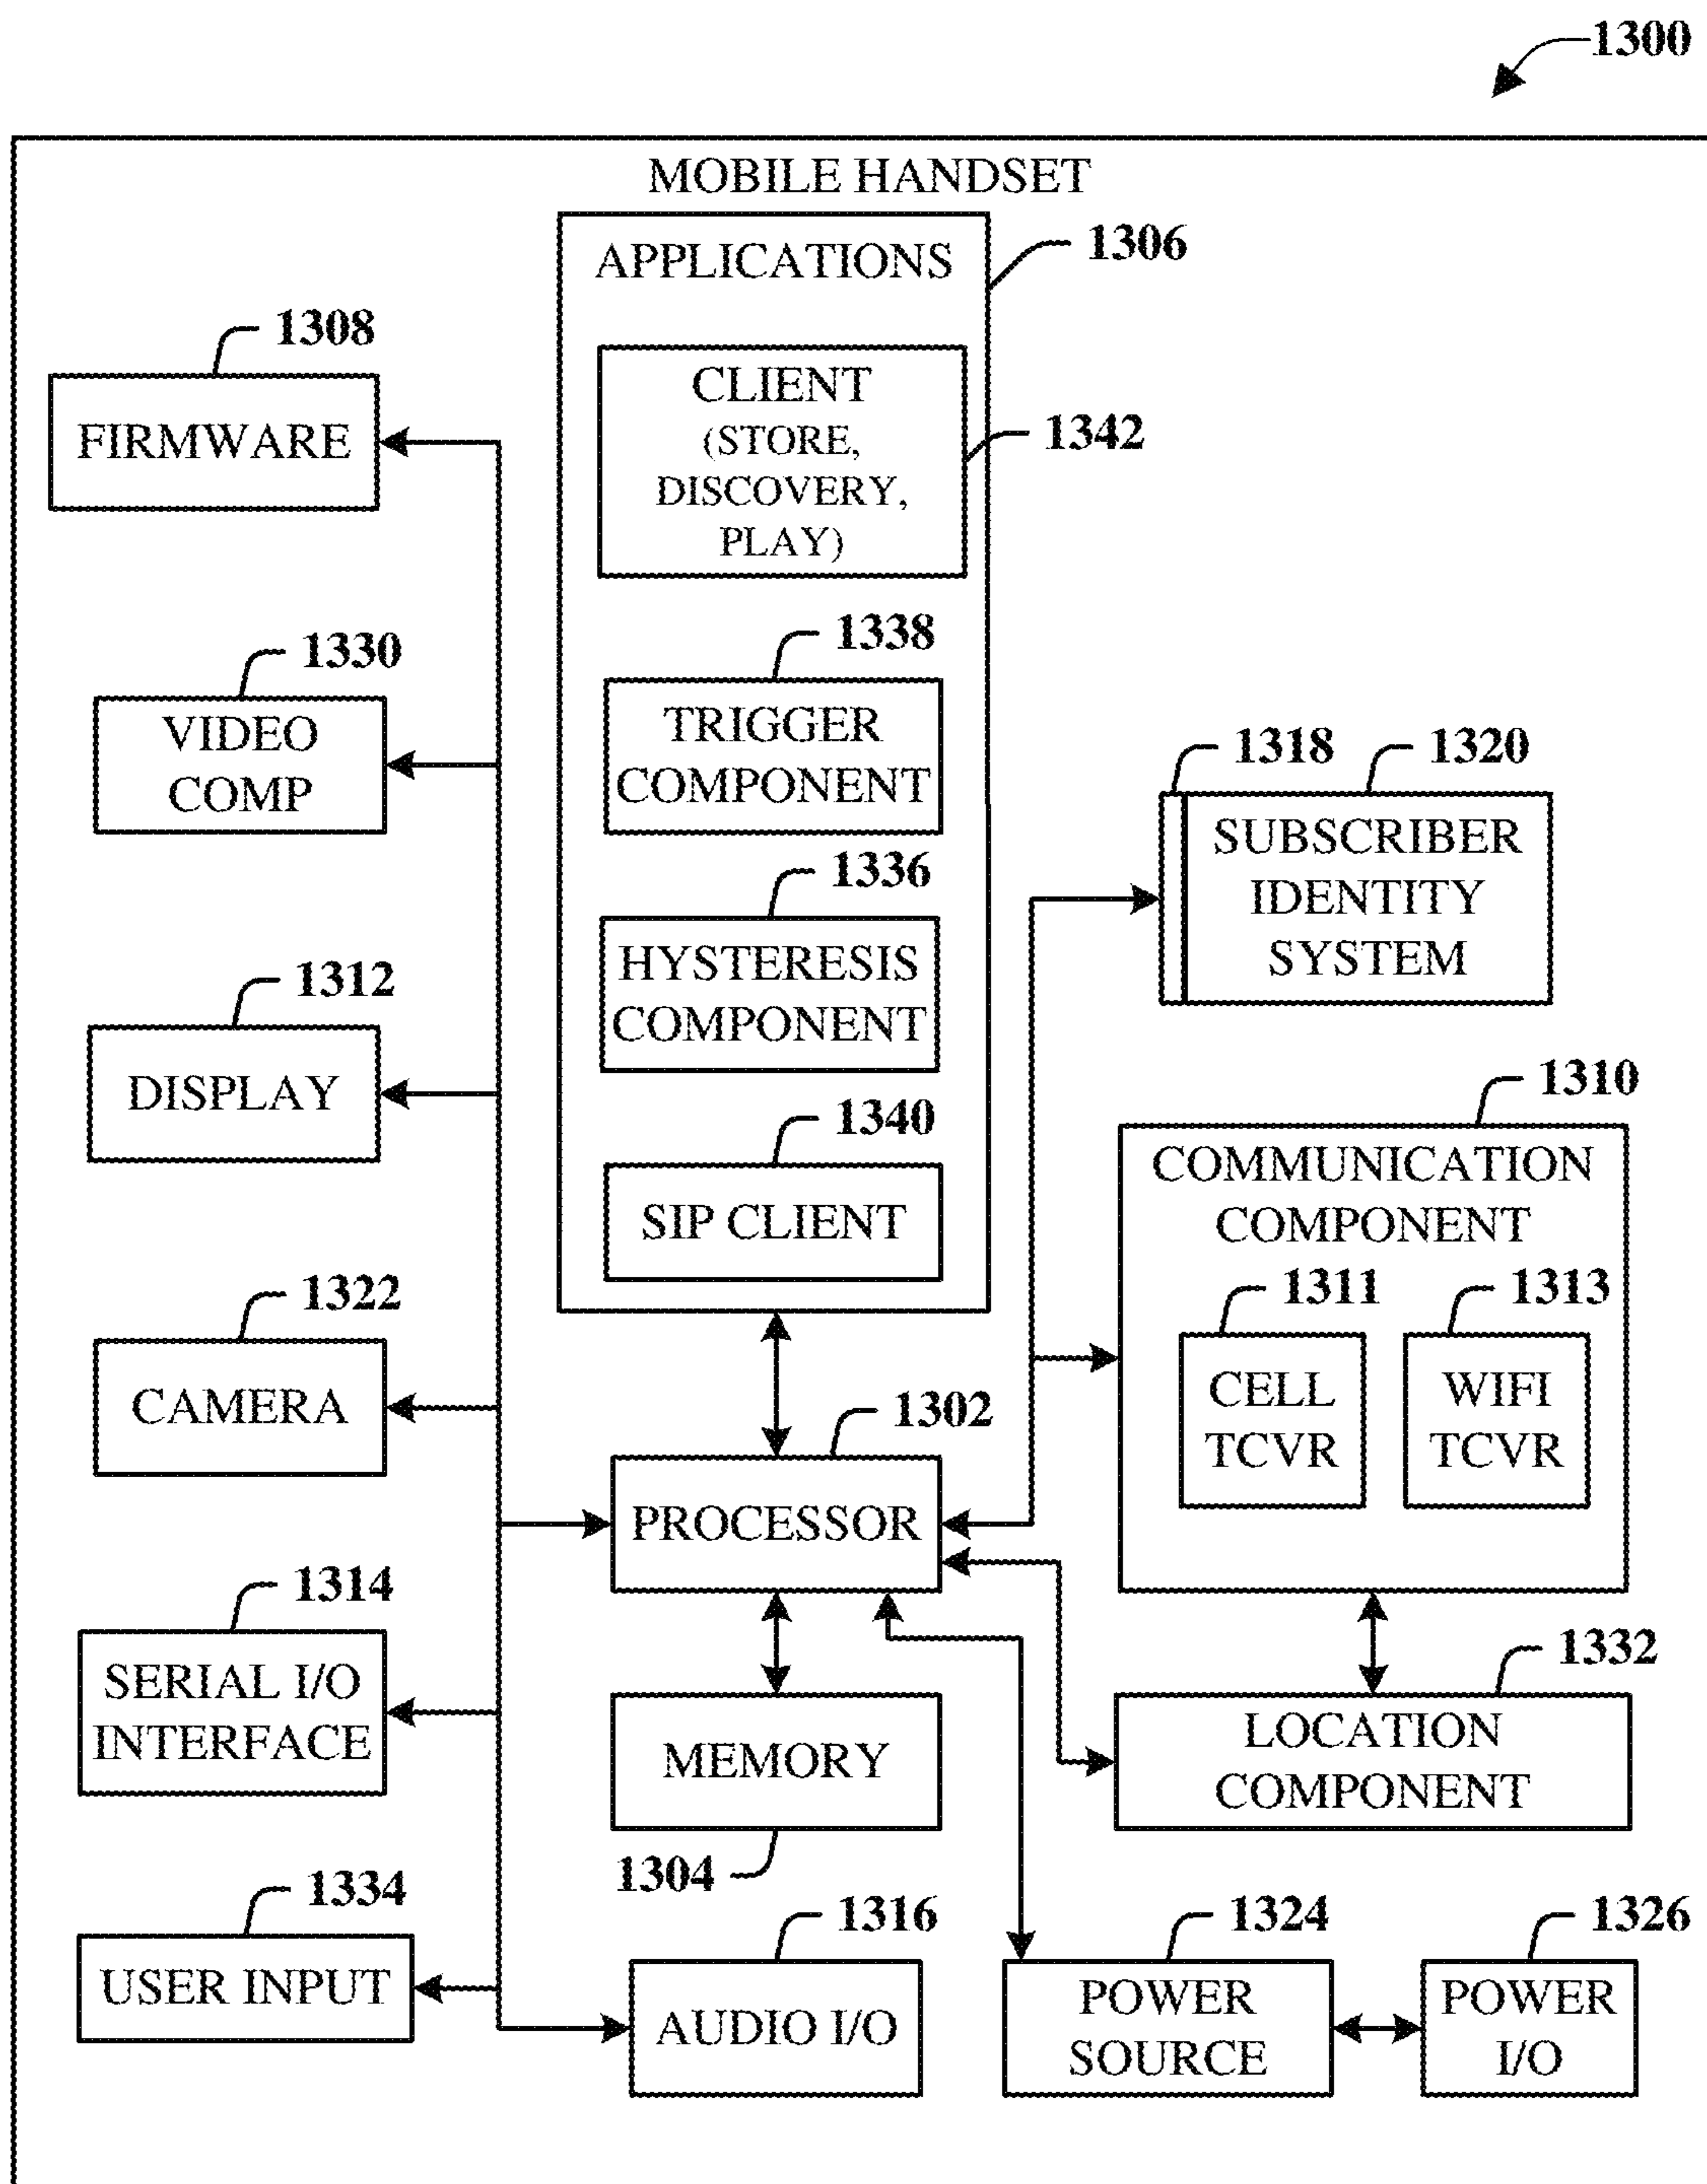 1300
MOBILE HANDSET
APPLICATIONS
1306
CLIENT
(STORE,
DISCOVERY,
PLAY)
1342
1338
TRIGGER
COMPONENT
1336
HYSTERESIS
COMPONENT
1340
SIP CLIENT
1308
FIRMWARE
1330
VIDEO
COMP
1312
DISPLAY
1322
CAMERA
1314
SERIAL I/O
INTERFACE
1334
USER INPUT
1302
PROCESSOR
MEMORY
1304
1316
AUDIO I/O
1318
1320
SUBSCRIBER
IDENTITY
SYSTEM
1310
COMMUNICATION
COMPONENT
1311
CELL
TCVR
1313
WIFI
TCVR
1332
LOCATION
COMPONENT
1324
POWER
SOURCE
1326
POWER
I/O